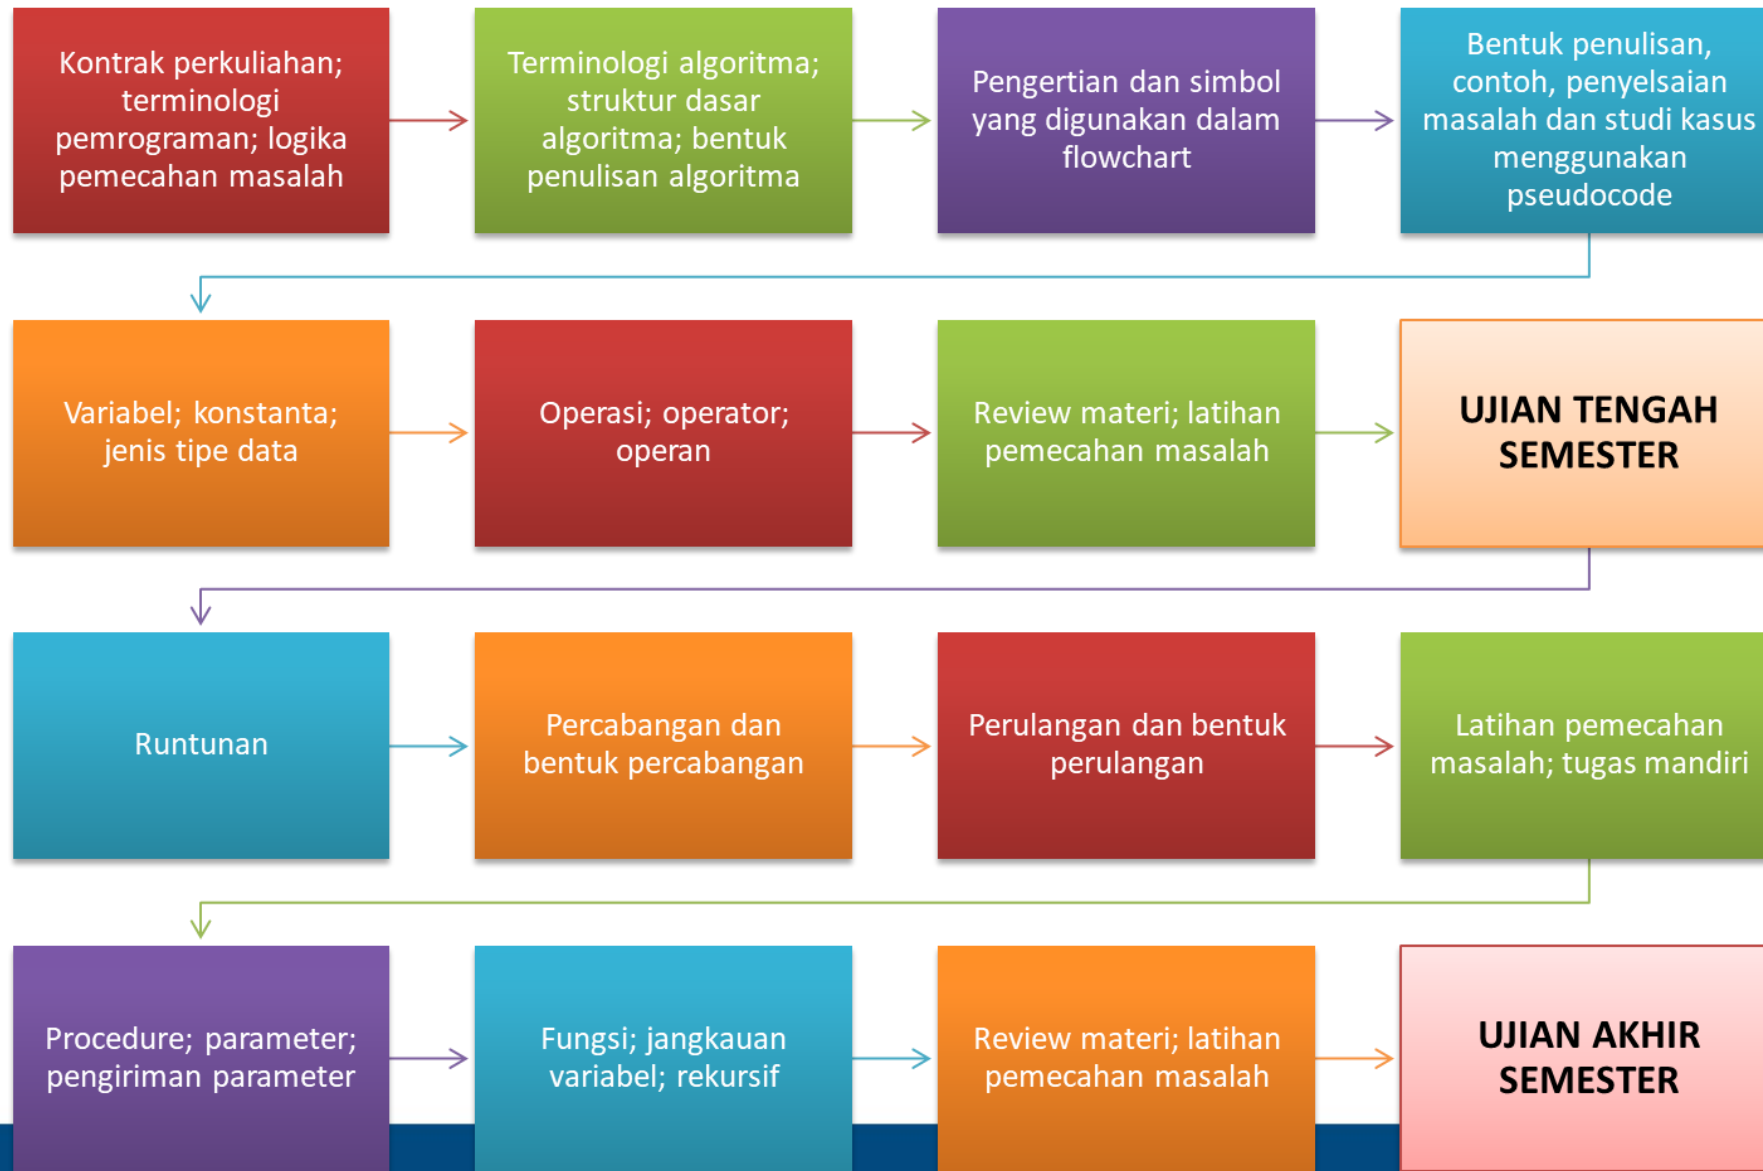 Kontrak perkuliahan;
terminologi
pemrograman; logika
pemecahan masalah
Terminologi algoritma;
struktur dasar
algoritma; bentuk
penulisan algoritma
Pengertian dan simbol
yang digunakan dalam
flowchart
Bentuk penulisan,
contoh, penyelsaian
masalah dan studi kasus
menggunakan
pseudocode
Variabel; konstanta;
jenis tipe data
Operasi; operator;
operan
Review materi; latihan
pemecahan masalah
UJIAN TENGAH
SEMESTER
Runtunan
Percabangan dan
bentuk percabangan
Perulangan dan bentuk
perulangan
Latihan pemecahan
masalah; tugas mandiri
Procedure; parameter;
pengiriman parameter
Fungsi; jangkauan
variabel; rekursif
Review materi; latihan
pemecahan masalah
UJIAN AKHIR
SEMESTER